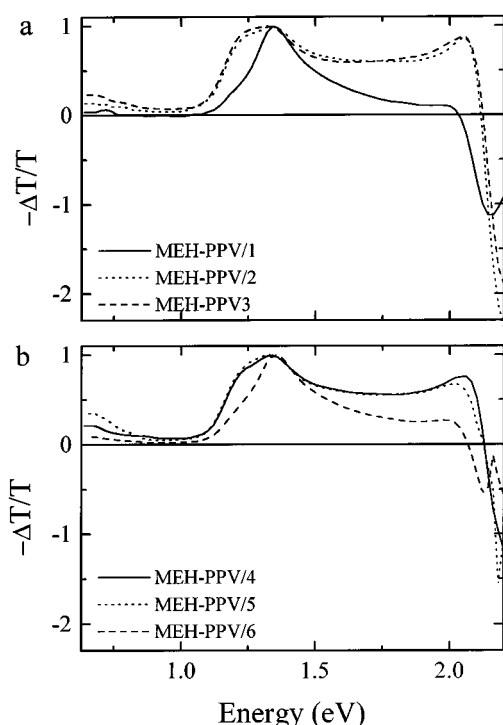 a
1
0
-1
-2
−ΔT/T
MEH-PPV/1
MEH-PPV/2
MEH-PPV3
b
1
0
-1
-2
−ΔT/T
MEH-PPV/4
MEH-PPV/5
MEH-PPV/6
1.0 1.5 2.0
Energy (eV)